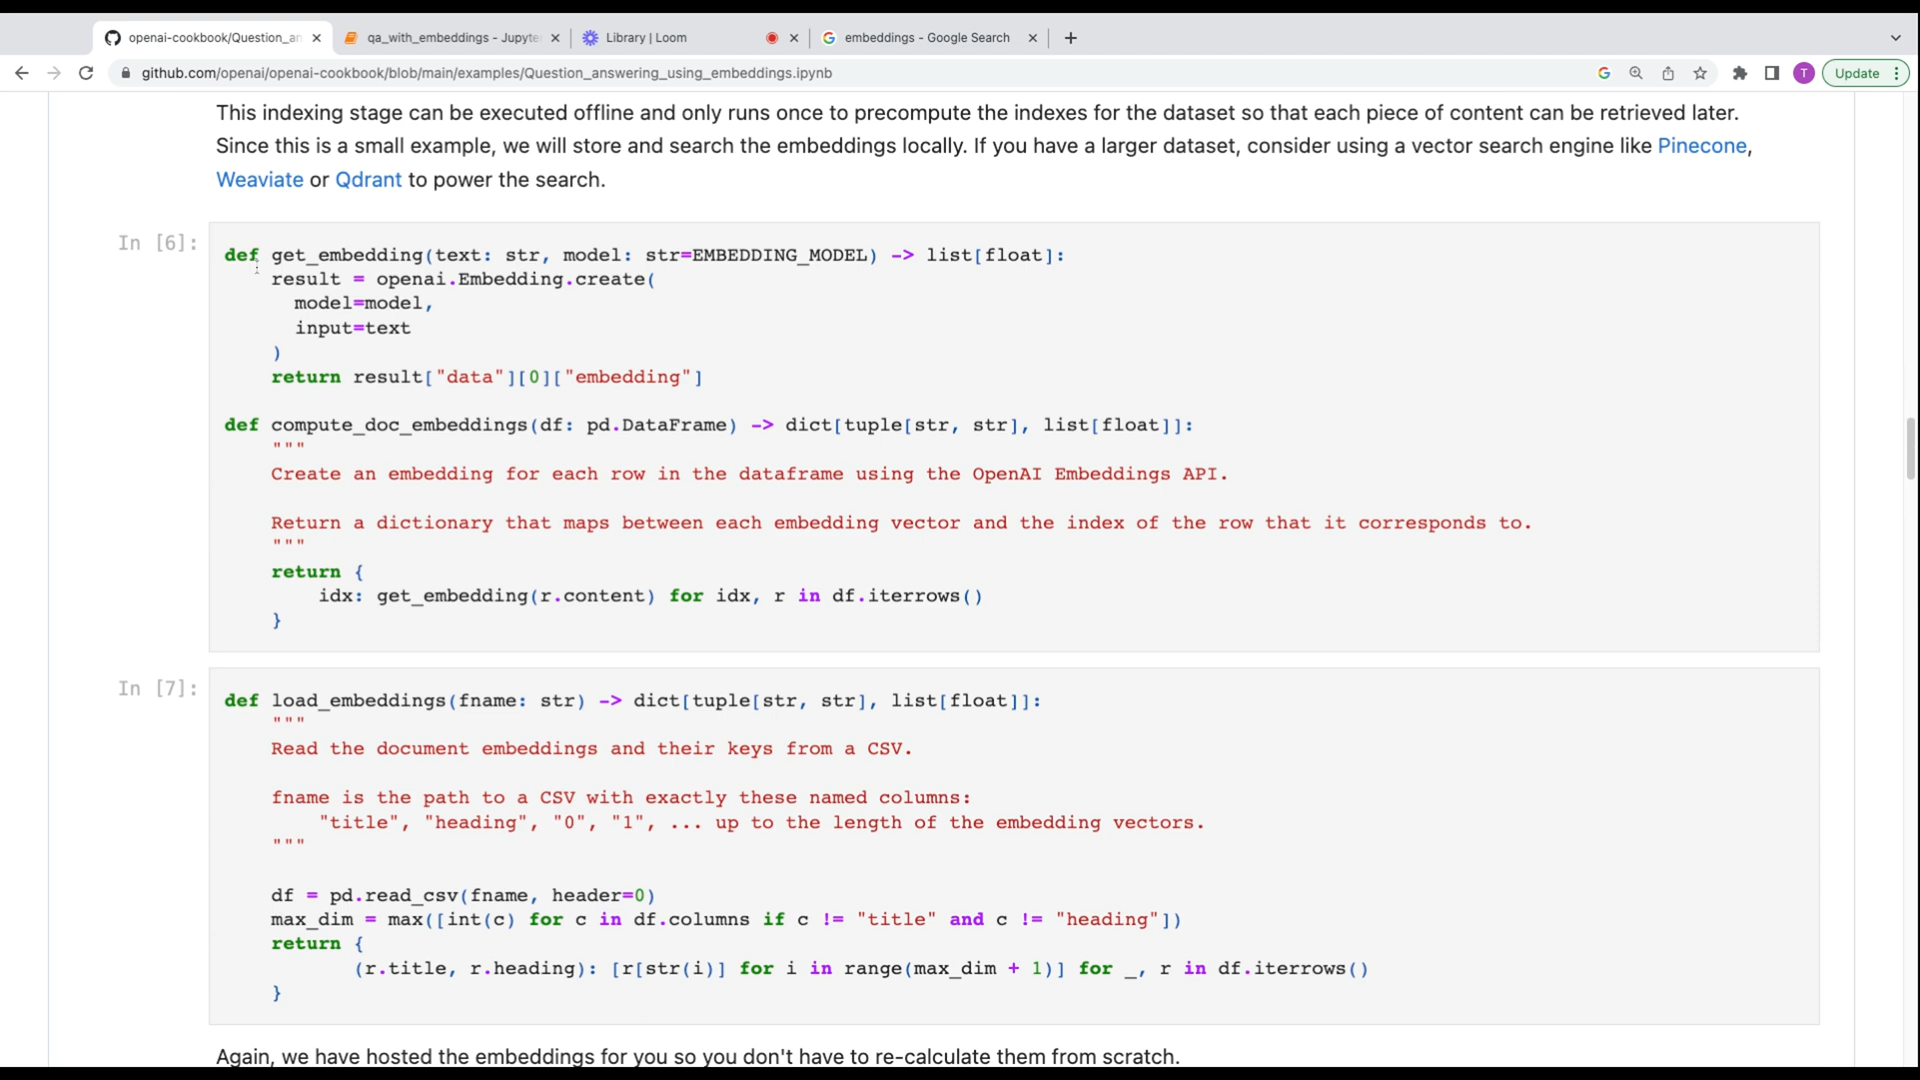 openai-cookbook/Question_an
qa_with_embeddings - Jupyte
Library | Loom
embeddings - Google Search
github.com/openai/openai-cookbook/blob/main/examples/Question_answering_using_embeddings.ipynb
T
Update
This indexing stage can be executed offline and only runs once to precompute the indexes for the dataset so that each piece of content can be retrieved later.
Since this is a small example, we will store and search the embeddings locally. If you have a larger dataset, consider using a vector search engine like Pinecone,
Weaviate or Qdrant to power the search.
In [6]:
def get_embedding(text: str, model: str=EMBEDDING_MODEL) -> list[float]:
    result = openai.Embedding.create(
      model=model,
      input=text
    )
    return result["data"][0]["embedding"]
def compute_doc_embeddings(df: pd.DataFrame) -> dict[tuple[str, str], list[float]]:
    """
    Create an embedding for each row in the dataframe using the OpenAI Embeddings API.
    Return a dictionary that maps between each embedding vector and the index of the row that it corresponds to.
    """
    return {
        idx: get_embedding(r.content) for idx, r in df.iterrows()
    }
In [7]:
def load_embeddings(fname: str) -> dict[tuple[str, str], list[float]]:
    """
    Read the document embeddings and their keys from a CSV.
    fname is the path to a CSV with exactly these named columns:
        "title", "heading", "0", "1", ... up to the length of the embedding vectors.
    """
    df = pd.read_csv(fname, header=0)
    max_dim = max([int(c) for c in df.columns if c != "title" and c != "heading"])
    return {
           (r.title, r.heading): [r[str(i)] for i in range(max_dim + 1)] for _, r in df.iterrows()
    }
Again, we have hosted the embeddings for you so you don't have to re-calculate them from scratch.